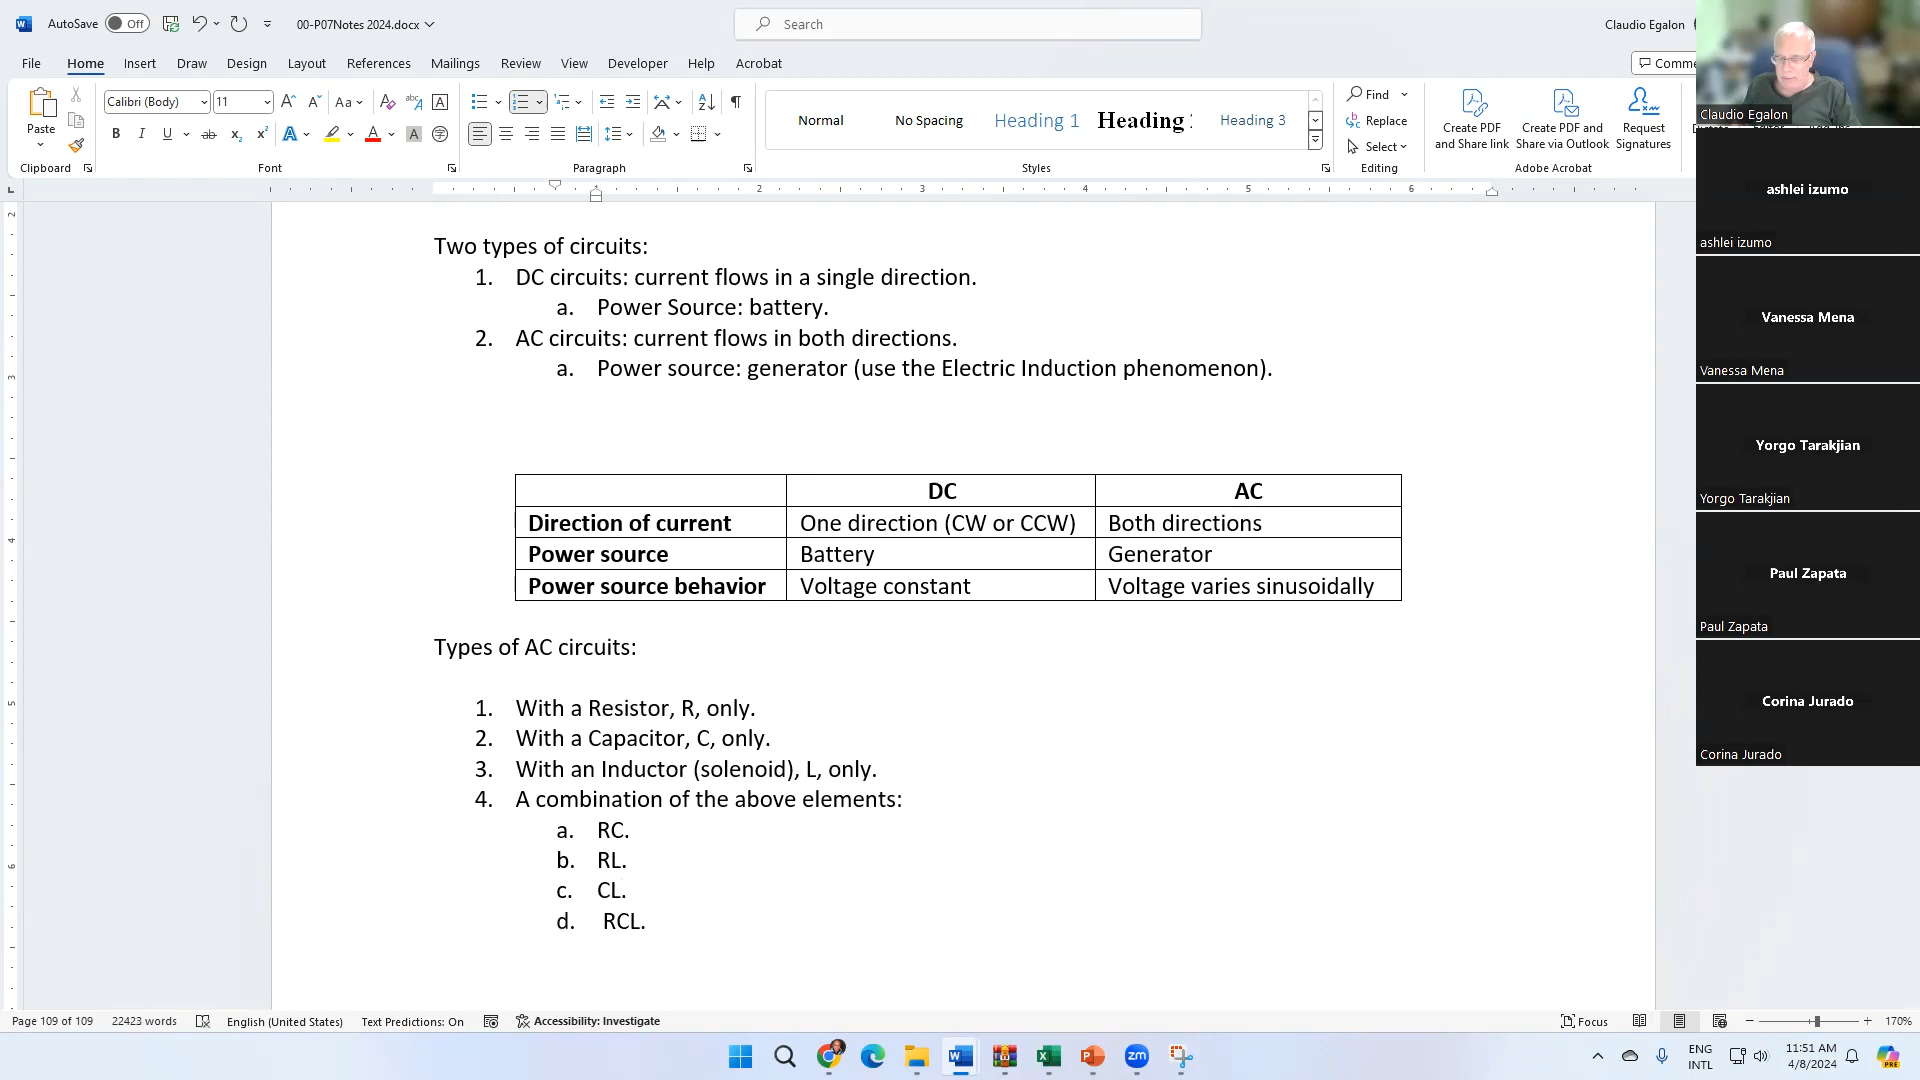 AutoSave Off 00-P07Notes 2024.docx Search Claudio Egalon
File Home Insert Draw Design Layout References Mailings Review View Developer Help Acrobat Comme
Paste Calibri (Body) 11 Aa Normal No Spacing Heading 1 Heading Heading 3 Find Replace Select Create PDF and Share link Create PDF and Share via Outlook Request Signatures
Clipboard Font Paragraph Styles Editing Adobe Acrobat
1 2 3 4 5 6
Two types of circuits:
1. DC circuits: current flows in a single direction.
a. Power Source: battery.
2. AC circuits: current flows in both directions.
a. Power source: generator (use the Electric Induction phenomenon).
DC AC
Direction of current One direction (CW or CCW) Both directions
Power source Battery Generator
Power source behavior Voltage constant Voltage varies sinusoidally
Types of AC circuits:
1. With a Resistor, R, only.
2. With a Capacitor, C, only.
3. With an Inductor (solenoid), L, only.
4. A combination of the above elements:
a. RC.
b. RL.
c. CL.
d. RCL.
Claudio Egalon
ashlei izumo
ashlei izumo
Vanessa Mena
Vanessa Mena
Yorgo Tarakjian
Yorgo Tarakjian
Paul Zapata
Paul Zapata
Corina Jurado
Corina Jurado
Page 109 of 109 22423 words English (United States) Text Predictions: On Accessibility: Investigate Focus 170%
ENG INTL 11:51 AM 4/8/2024